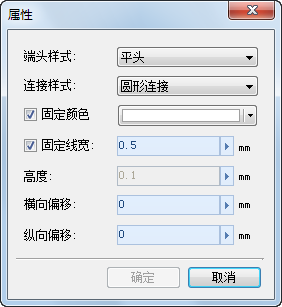 属性
端头样式: 平头
连接样式: 圆形连接
固定颜色
固定线宽: 0.5 mm
高度: 0.1 mm
横向偏移: 0 mm
纵向偏移: 0 mm
确定 取消